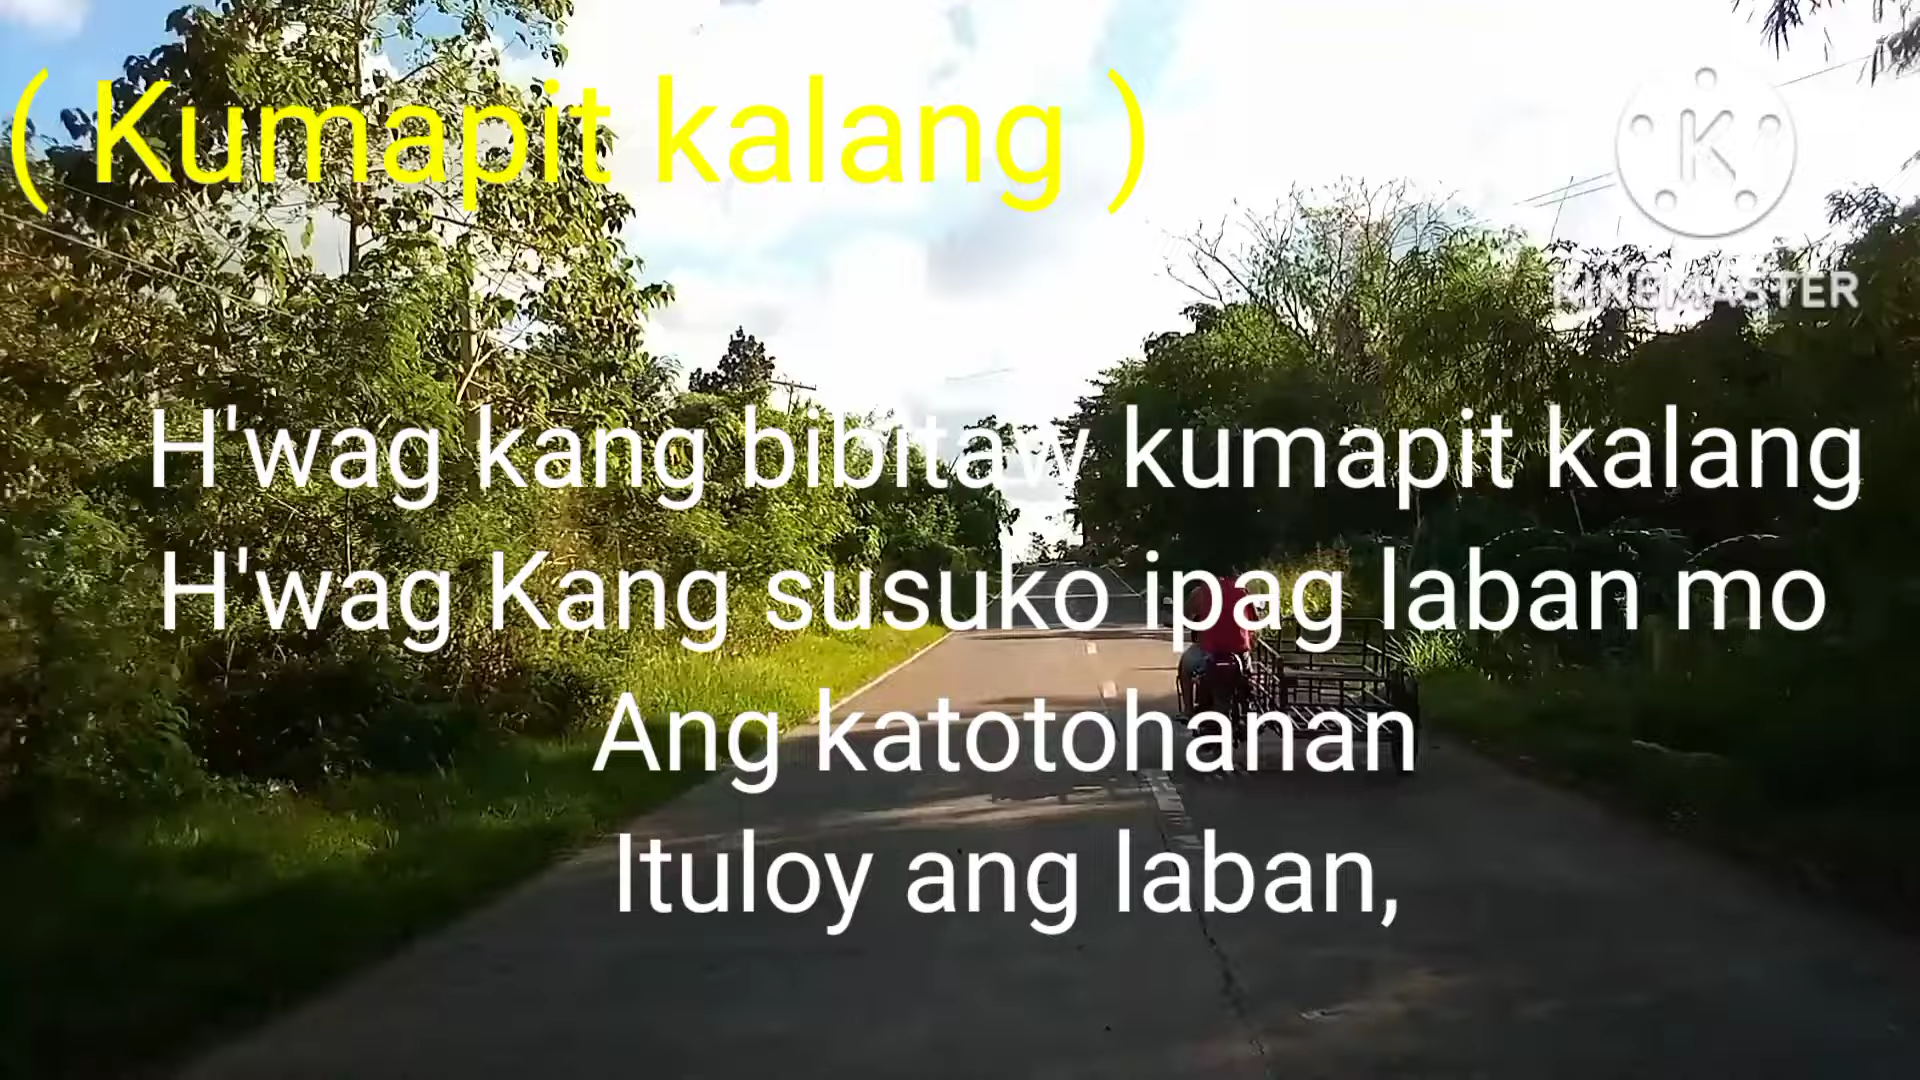 ( Kumapit kalang )
KINEMASTER
H'wag kang bibitaw kumapit kalang
H'wag Kang susuko ipag laban mo
Ang katotohanan
Ituloy ang laban,